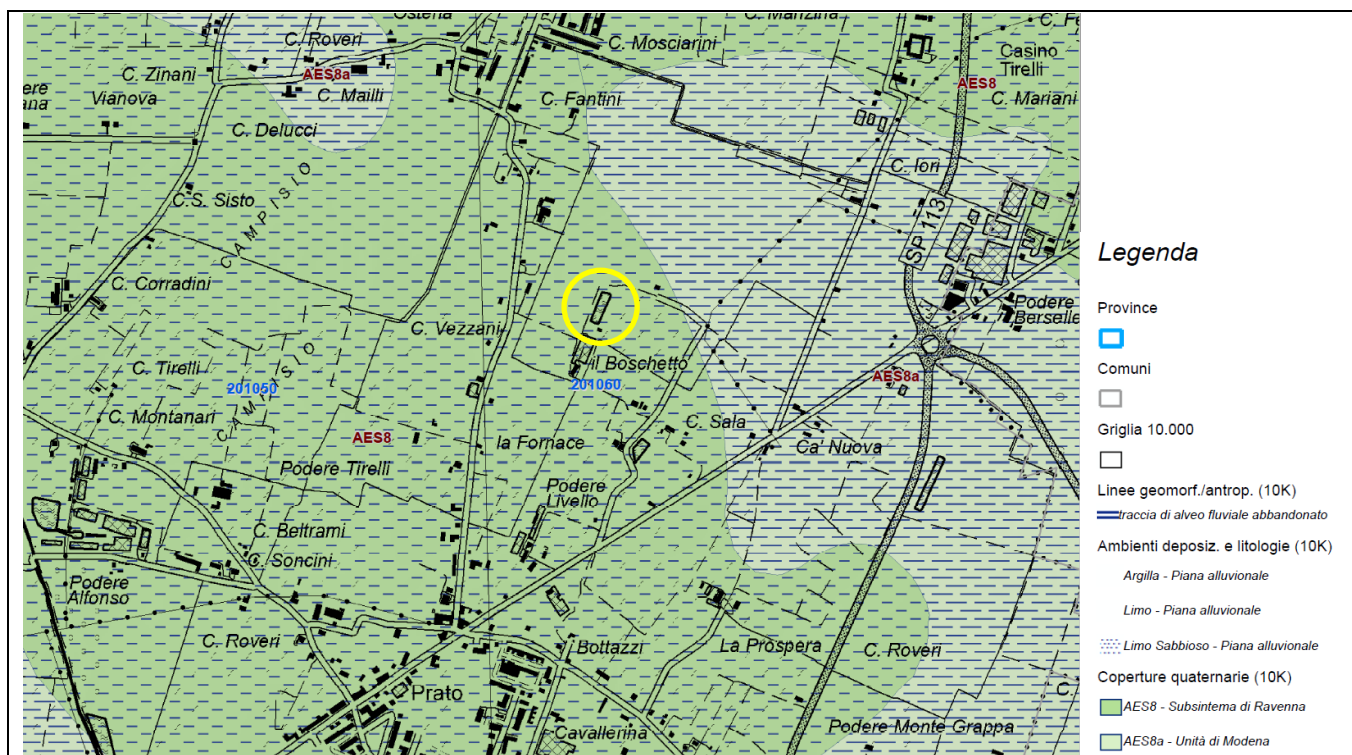 Osteria
C. Manzina
C. Fe
C. Roveri
C. Mosciarini
Casino
Tirelli
C. Zinani
AES8a
AES8
ere
ana
Vianova
C. Mailli
C. Fantini
C. Mariani
C. Delucci
C. Iori
C.S. Sisto
CAMPISIO
SP 113
C. Corradini
Podere
Berselle
C. Vezzani
il Boschetto
C. Tirelli
201050
CAMPISIO
201060
AES8a
C. Montanari
AES8
la Fornace
C. Sala
Ca' Nuova
Podere Tirelli
Podere
Livello
C. Beltrami
C. Soncini
Podere
Alfonso
C. Roveri
Bottazzi
La Prospera
C. Roveri
Prato
C.
Cavallerina
Podere Monte Grappa
Legenda
Province
Comuni
Griglia 10.000
Linee geomorf./antrop. (10K)
traccia di alveo fluviale abbandonato
Ambienti deposiz. e litologie (10K)
Argilla - Piana alluvionale
Limo - Piana alluvionale
Limo Sabbioso - Piana alluvionale
Coperture quaternarie (10K)
AES8 - Subsintema di Ravenna
AES8a - Unità di Modena